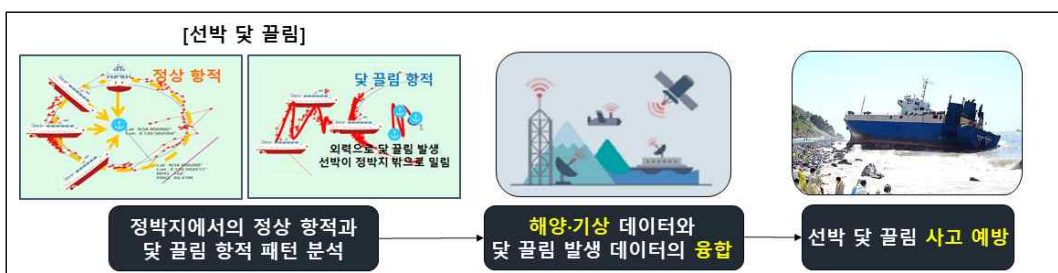 [선박 닻 끌림]
정상 항적
닻 끌림 항적
외력으로 닻 끌림 발생
선박이 정박지 밖으로 밀림
정박지에서의 정상 항적과
닻 끌림 항적 패턴 분석
해양·기상 데이터와
닻 끌림 발생 데이터의 융합
선박 닻 끌림 사고 예방